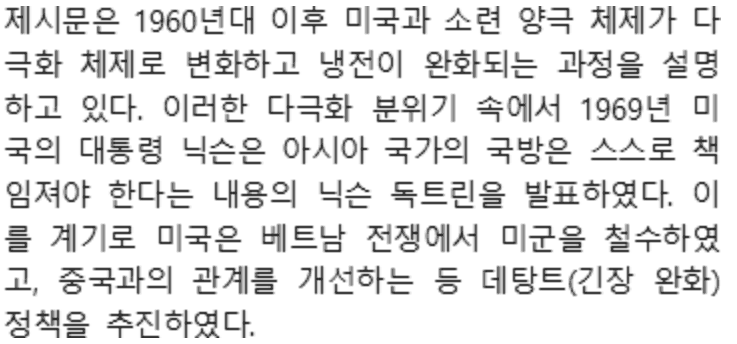 제시문은 1960년대 이후 미국과 소련 양극 체제가 다
극화 체제로 변화하고 냉전이 완화되는 과정을 설명
하고 있다. 이러한 다극화 분위기 속에서 1969년 미
국의 대통령 닉슨은 아시아 국가의 국방은 스스로 책
임져야 한다는 내용의 닉슨 독트린을 발표하였다. 이
를 계기로 미국은 베트남 전쟁에서 미군을 철수하였
고, 중국과의 관계를 개선하는 등 데탕트(긴장 완화)
정책을 추진하였다.